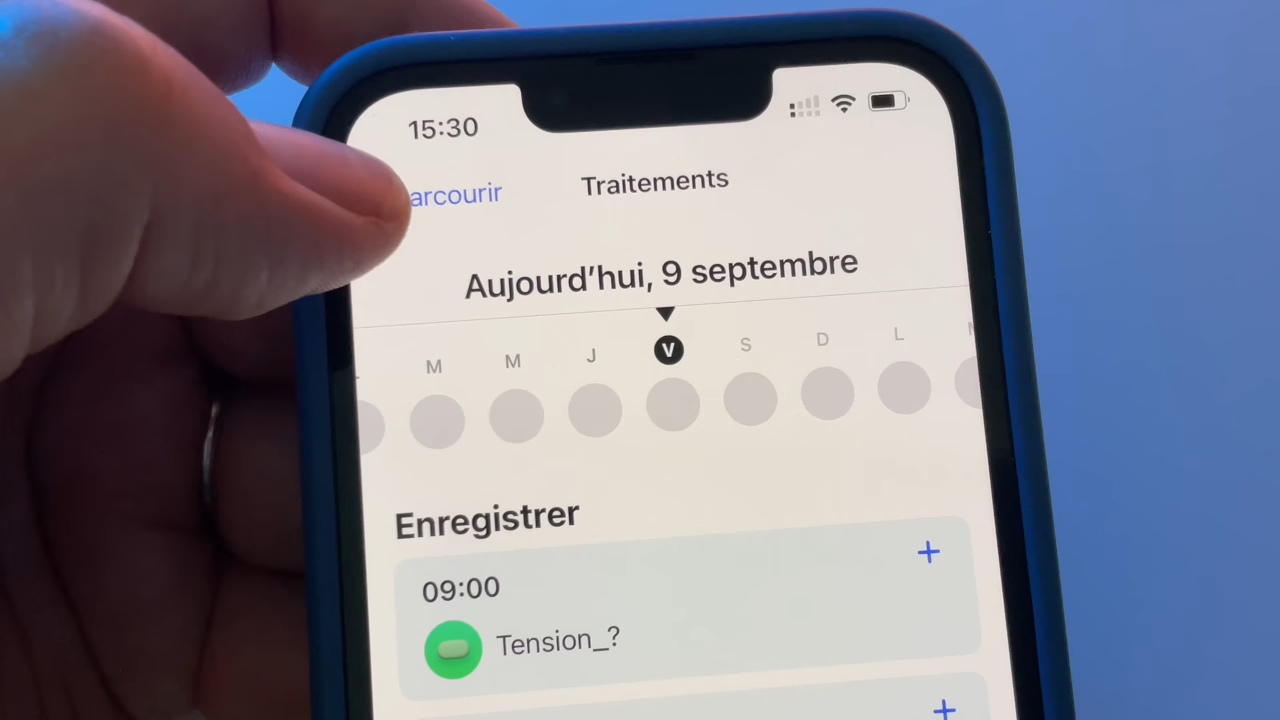 15:30
arcourir
Traitements
Aujourd’hui, 9 septembre
M M J V S D L
Enregistrer
+
09:00
Tension_?
+